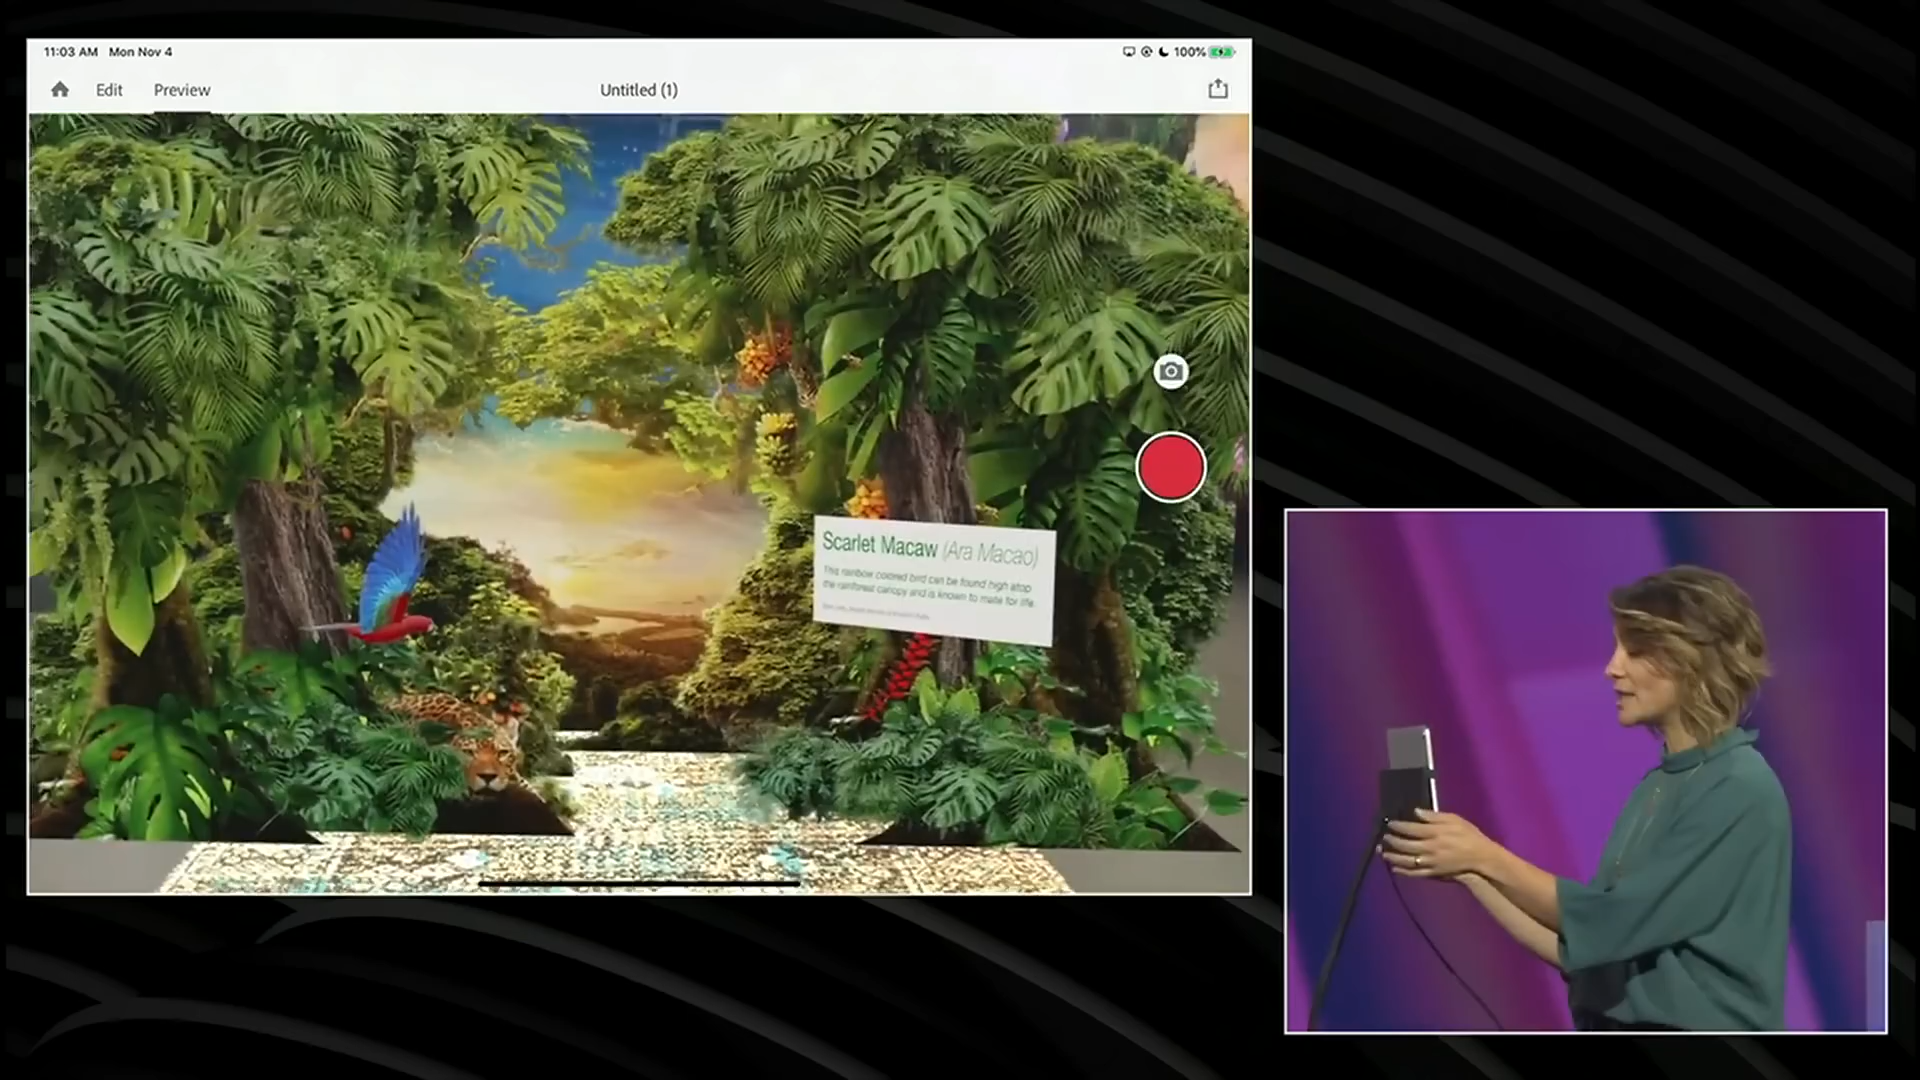 11:03 AM Mon Nov 4
100%
Edit Preview Untitled (1)
Scarlet Macaw (Ara Macao)
This rainbow colored bird can be found high atop
the rainforest canopy and is known to mate for life.